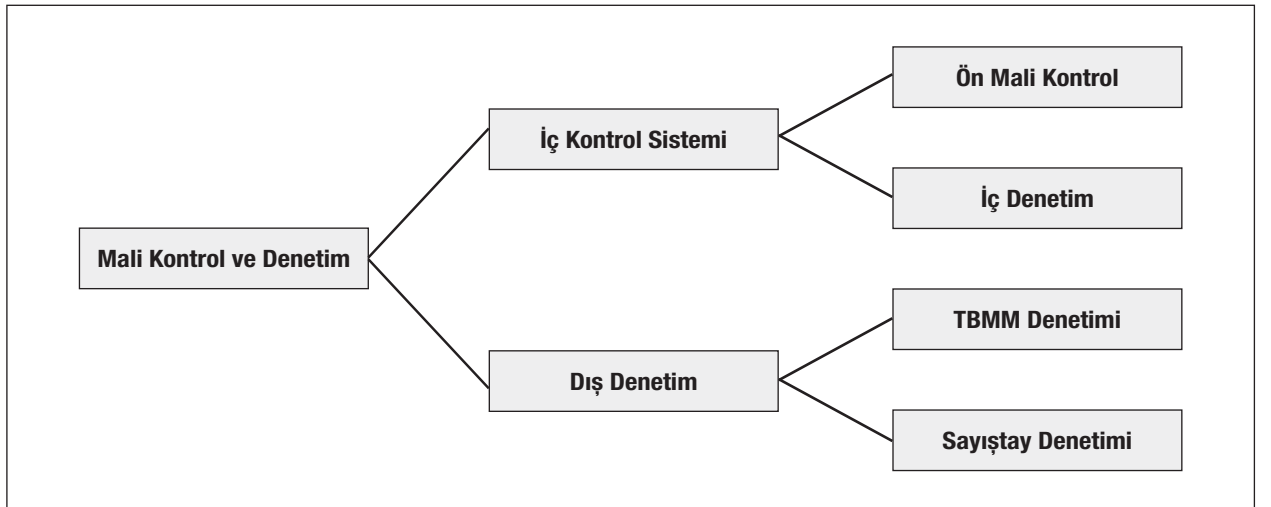 Mali Kontrol ve Denetim
İç Kontrol Sistemi
Ön Mali Kontrol
İç Denetim
Dış Denetim
TBMM Denetimi
Sayıştay Denetimi